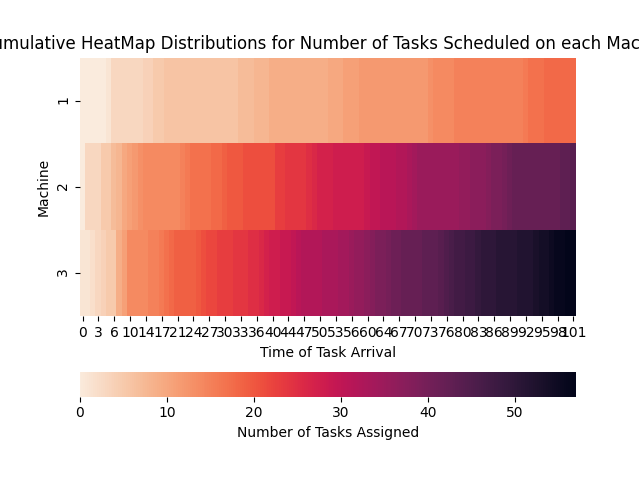 umulative HeatMap Distributions for Number of Tasks Scheduled on each Mac
1
2
3
Machine
0 3 6 10 14 17 21 24 27 30 33 36 40 44 47 50 53 56 60 64 67 70 73 76 80 83 86 89 92 95 98 101
Time of Task Arrival
0 10 20 30 40 50
Number of Tasks Assigned